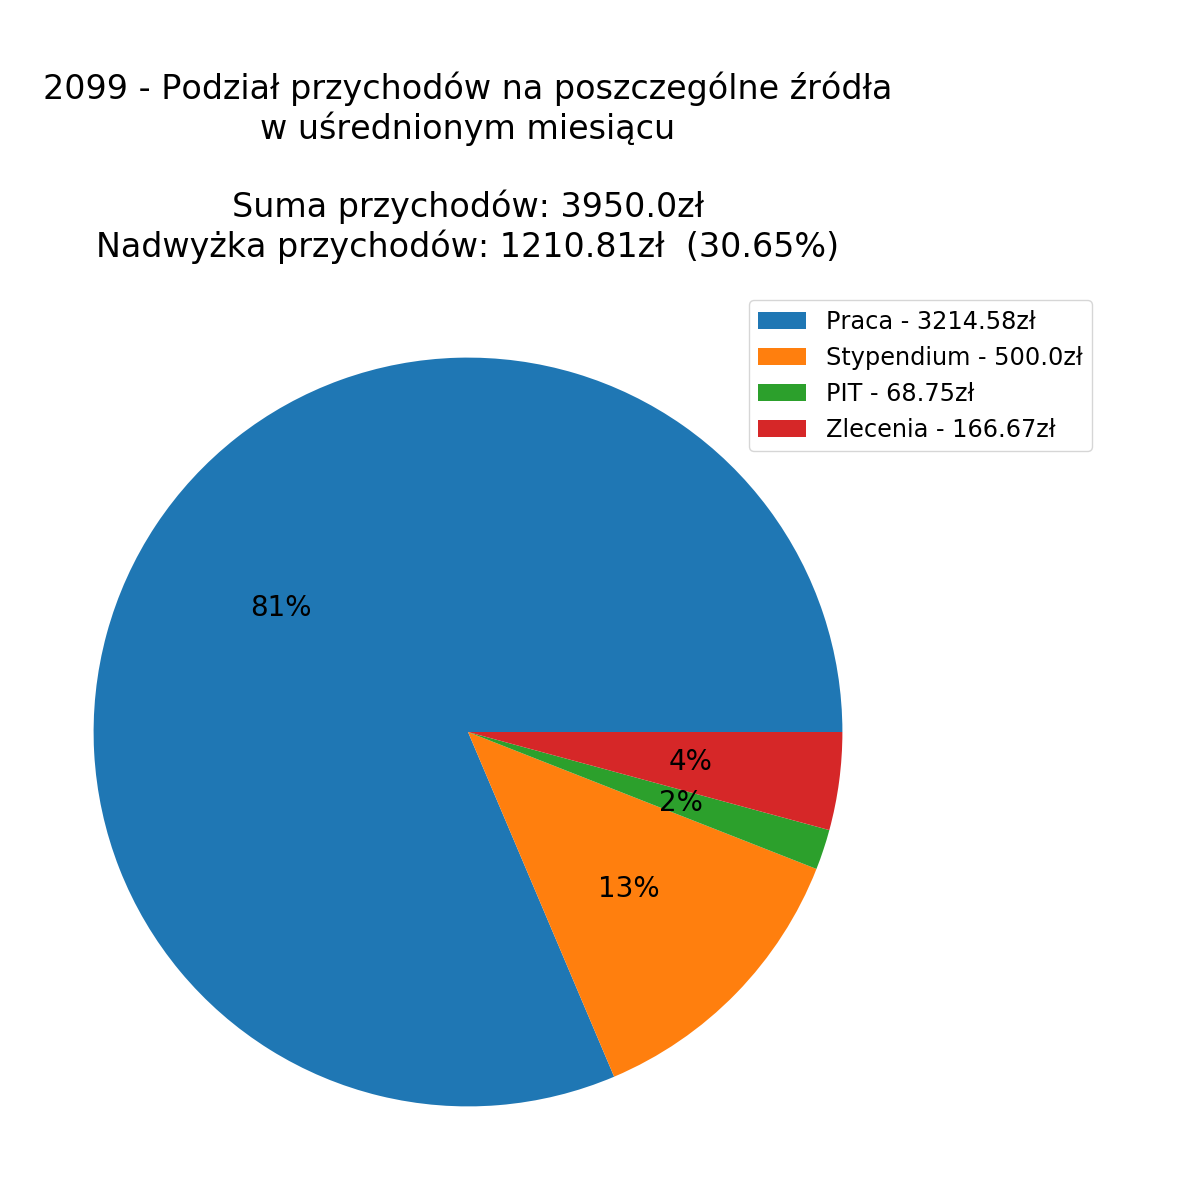 2099 - Podział przychodów na poszczególne źródła
w uśrednionym miesiącu
Suma przychodów: 3950.0zł
Nadwyżka przychodów: 1210.81zł  (30.65%)
Praca - 3214.58zł
Stypendium - 500.0zł
PIT - 68.75zł
Zlecenia - 166.67zł
81%
4%
2%
13%